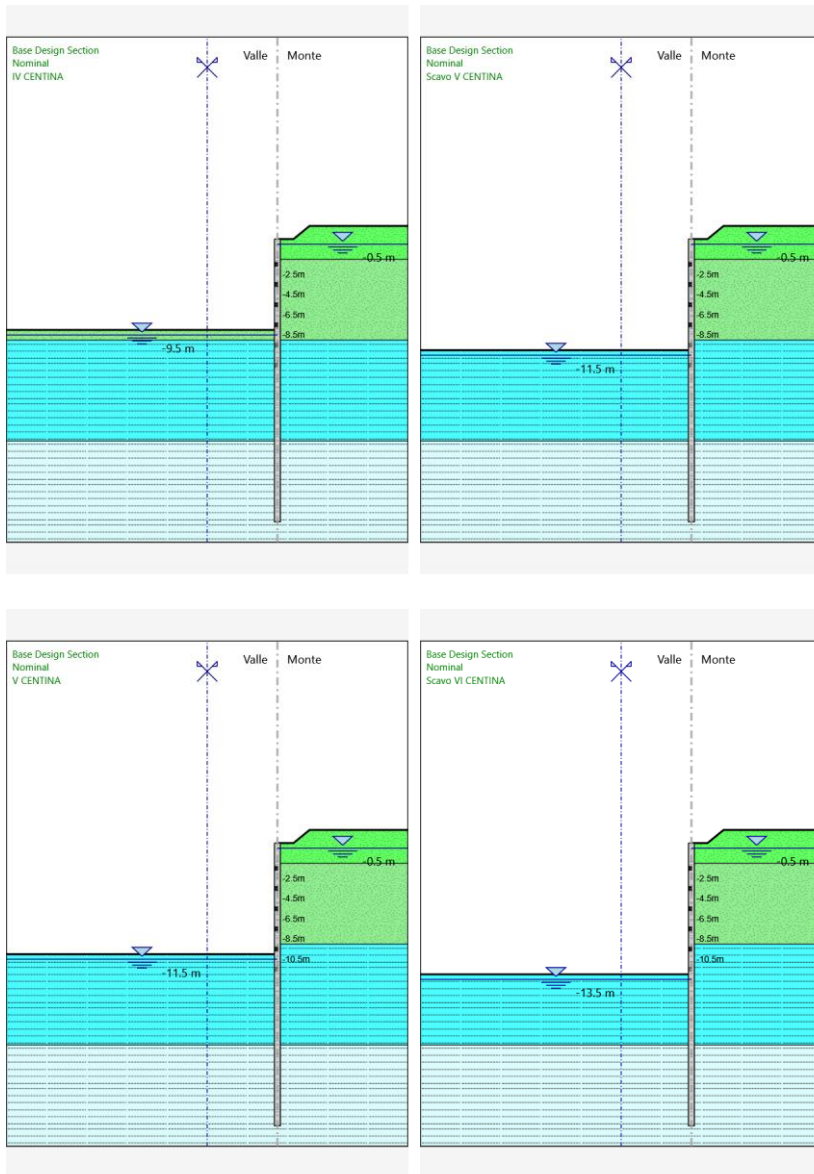 Base Design Section
Nominal
IV CENTINA
Valle
Monte
-0.5 m
-2.5m
-4.5m
-6.5m
-8.5m
-9.5 m
Base Design Section
Nominal
Scavo V CENTINA
Valle
Monte
-0.5 m
-2.5m
-4.5m
-6.5m
-8.5m
-11.5 m
Base Design Section
Nominal
V CENTINA
Valle
Monte
-0.5 m
-2.5m
-4.5m
-6.5m
-8.5m
-10.5m
-11.5 m
Base Design Section
Nominal
Scavo VI CENTINA
Valle
Monte
-0.5 m
-2.5m
-4.5m
-6.5m
-8.5m
-10.5m
-13.5 m